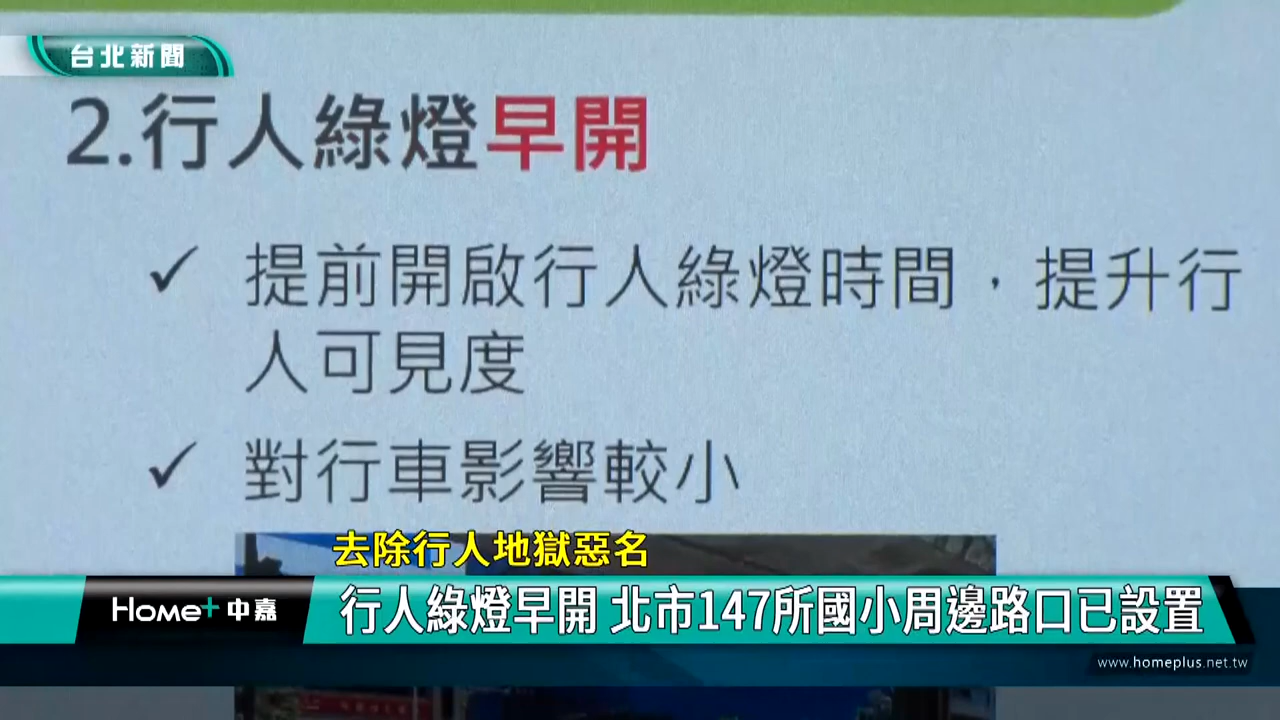 台北新聞
2.行人綠燈早開
✓ 提前開啟行人綠燈時間，提升行
人可見度
✓ 對行車影響較小
去除行人地獄惡名
Home+中嘉
行人綠燈早開 北市147所國小周邊路口已設置
www.homeplus.net.tw